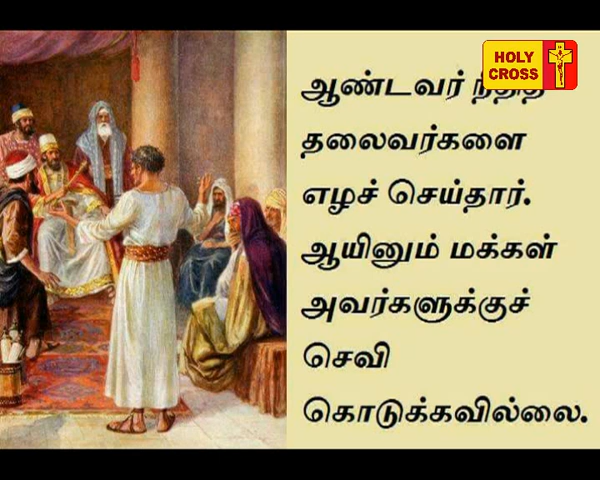 HOLY
CROSS
ஆண்டவர்
தலைவர்களை
எழச் செய்தார்.
ஆயினும் மக்கள்
அவர்களுக்குச்
செவி
கொடுக்கவில்லை.